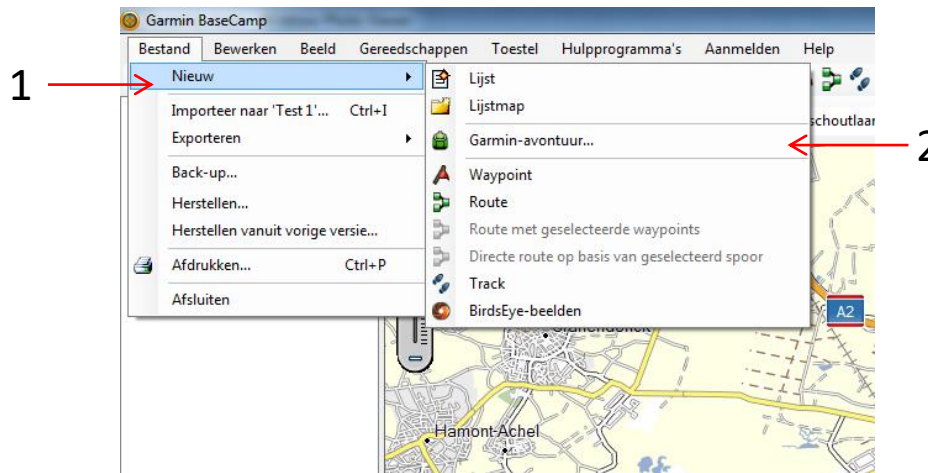 Garmin BaseCamp
Bestand Bewerken Beeld Gereedschappen Toestel Hulpprogramma's Aanmelden Help
1
Nieuw
Importeer naar 'Test 1'... Ctrl+I
Exporteren
Back-up...
Herstellen...
Herstellen vanuit vorige versie...
Afdrukken... Ctrl+P
Afsluiten
Lijst
Lijstmap
Garmin-avontuur...
2
Waypoint
Route
Route met geselecteerde waypoints
Directe route op basis van geselecteerd spoor
Track
BirdsEye-beelden
A2
Hamont-Achel